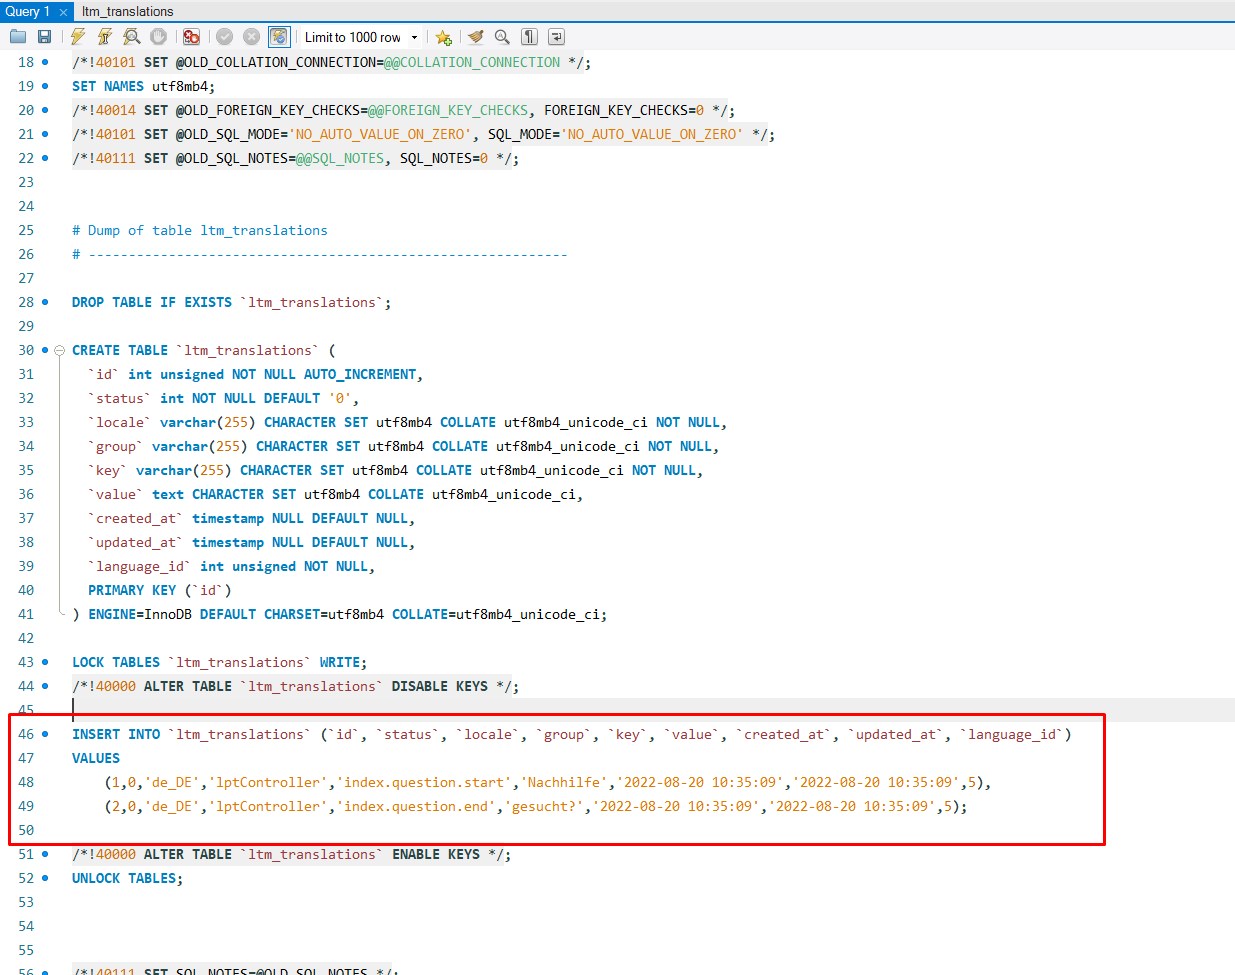 Query 1 ltm_translations
Limit to 1000 row
18 /*!40101 SET @OLD_COLLATION_CONNECTION=@@COLLATION_CONNECTION */;
19 SET NAMES utf8mb4;
20 /*!40014 SET @OLD_FOREIGN_KEY_CHECKS=@@FOREIGN_KEY_CHECKS, FOREIGN_KEY_CHECKS=0 */;
21 /*!40101 SET @OLD_SQL_MODE='NO_AUTO_VALUE_ON_ZERO', SQL_MODE='NO_AUTO_VALUE_ON_ZERO' */;
22 /*!40111 SET @OLD_SQL_NOTES=@@SQL_NOTES, SQL_NOTES=0 */;
23
24
25 # Dump of table ltm_translations
26 # ------------------------------------------------------------
27
28 DROP TABLE IF EXISTS `ltm_translations`;
29
30 CREATE TABLE `ltm_translations` (
31 `id` int unsigned NOT NULL AUTO_INCREMENT,
32 `status` int NOT NULL DEFAULT '0',
33 `locale` varchar(255) CHARACTER SET utf8mb4 COLLATE utf8mb4_unicode_ci NOT NULL,
34 `group` varchar(255) CHARACTER SET utf8mb4 COLLATE utf8mb4_unicode_ci NOT NULL,
35 `key` varchar(255) CHARACTER SET utf8mb4 COLLATE utf8mb4_unicode_ci NOT NULL,
36 `value` text CHARACTER SET utf8mb4 COLLATE utf8mb4_unicode_ci,
37 `created_at` timestamp NULL DEFAULT NULL,
38 `updated_at` timestamp NULL DEFAULT NULL,
39 `language_id` int unsigned NOT NULL,
40 PRIMARY KEY (`id`)
41 ) ENGINE=InnoDB DEFAULT CHARSET=utf8mb4 COLLATE=utf8mb4_unicode_ci;
42
43 LOCK TABLES `ltm_translations` WRITE;
44 /*!40000 ALTER TABLE `ltm_translations` DISABLE KEYS */;
45
46 INSERT INTO `ltm_translations` (`id`, `status`, `locale`, `group`, `key`, `value`, `created_at`, `updated_at`, `language_id`)
47 VALUES
48 (1,0,'de_DE','lptController','index.question.start','Nachhilfe','2022-08-20 10:35:09','2022-08-20 10:35:09',5),
49 (2,0,'de_DE','lptController','index.question.end','gesucht?','2022-08-20 10:35:09','2022-08-20 10:35:09',5);
50
51 /*!40000 ALTER TABLE `ltm_translations` ENABLE KEYS */;
52 UNLOCK TABLES;
53
54
55
56 /*!40111 SET SQL_NOTES=@OLD_SQL_NOTES */;